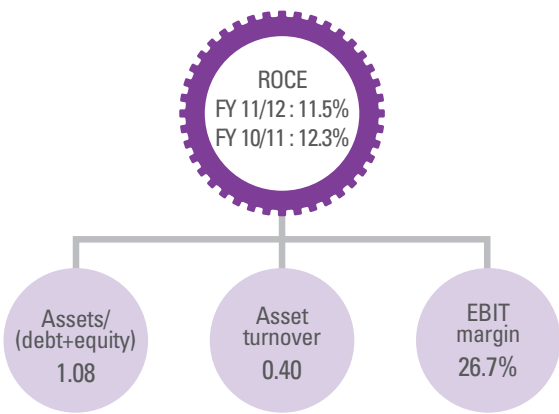 ROCE
FY 11/12 : 11.5%
FY 10/11 : 12.3%
Assets/
(debt+equity)
1.08
Asset
turnover
0.40
EBIT
margin
26.7%